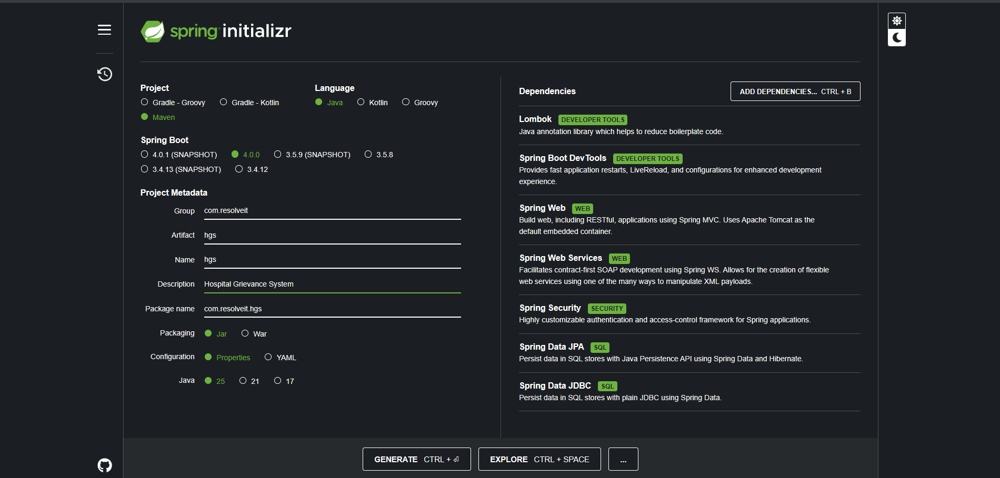 spring initializr
Project
Gradle - Groovy Gradle - Kotlin
Maven
Language
Java Kotlin Groovy
Spring Boot
4.0.1 (SNAPSHOT) 4.0.0 3.5.9 (SNAPSHOT) 3.5.8
3.4.13 (SNAPSHOT) 3.4.12
Project Metadata
Group com.resolveit
Artifact hgs
Name hgs
Description Hospital Grievance System
Package name com.resolveit.hgs
Packaging Jar War
Configuration Properties YAML
Java 25 21 17
Dependencies
ADD DEPENDENCIES... CTRL + B
Lombok DEVELOPER TOOLS
Java annotation library which helps to reduce boilerplate code.
Spring Boot DevTools DEVELOPER TOOLS
Provides fast application restarts, LiveReload, and configurations for enhanced development
experience.
Spring Web WEB
Build web, including RESTful, applications using Spring MVC. Uses Apache Tomcat as the
default embedded container.
Spring Web Services WEB
Facilitates contract-first SOAP development using Spring WS. Allows for the creation of flexible
web services using one of the many ways to manipulate XML payloads.
Spring Security SECURITY
Highly customizable authentication and access-control framework for Spring applications.
Spring Data JPA SQL
Persist data in SQL stores with Java Persistence API using Spring Data and Hibernate.
Spring Data JDBC SQL
Persist data in SQL stores with plain JDBC using Spring Data.
GENERATE CTRL + ⏎
EXPLORE CTRL + SPACE
...